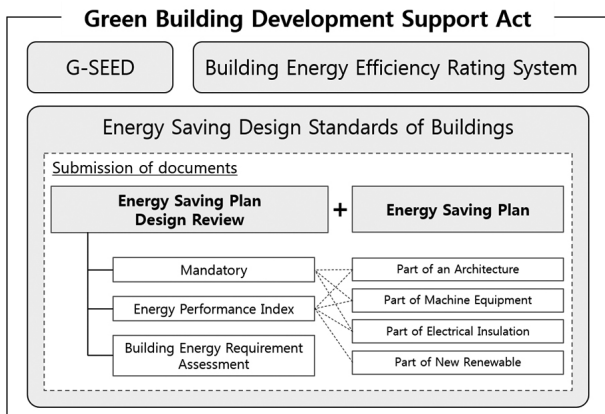 Green Building Development Support Act
G-SEED
Building Energy Efficiency Rating System
Energy Saving Design Standards of Buildings
Submission of documents
Energy Saving Plan
Design Review
+
Energy Saving Plan
Mandatory
Energy Performance Index
Building Energy Requirement
Assessment
Part of an Architecture
Part of Machine Equipment
Part of Electrical Insulation
Part of New Renewable